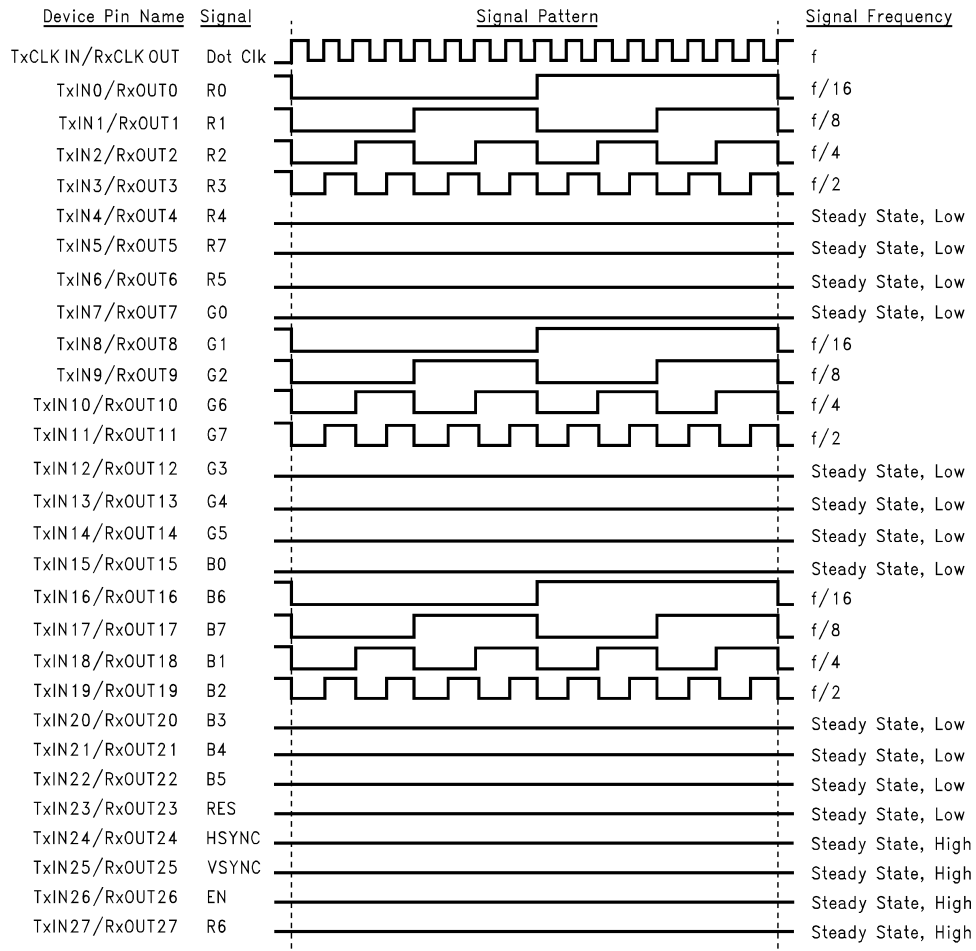 Device Pin Name Signal Signal Pattern Signal Frequency
TxCLK IN/RxCLK OUT Dot Clk f
TxIN0/RxOUT0 R0 f/16
TxIN1/RxOUT1 R1 f/8
TxIN2/RxOUT2 R2 f/4
TxIN3/RxOUT3 R3 f/2
TxIN4/RxOUT4 R4 Steady State, Low
TxIN5/RxOUT5 R7 Steady State, Low
TxIN6/RxOUT6 R5 Steady State, Low
TxIN7/RxOUT7 G0 Steady State, Low
TxIN8/RxOUT8 G1 f/16
TxIN9/RxOUT9 G2 f/8
TxIN10/RxOUT10 G6 f/4
TxIN11/RxOUT11 G7 f/2
TxIN12/RxOUT12 G3 Steady State, Low
TxIN13/RxOUT13 G4 Steady State, Low
TxIN14/RxOUT14 G5 Steady State, Low
TxIN15/RxOUT15 B0 Steady State, Low
TxIN16/RxOUT16 B6 f/16
TxIN17/RxOUT17 B7 f/8
TxIN18/RxOUT18 B1 f/4
TxIN19/RxOUT19 B2 f/2
TxIN20/RxOUT20 B3 Steady State, Low
TxIN21/RxOUT21 B4 Steady State, Low
TxIN22/RxOUT22 B5 Steady State, Low
TxIN23/RxOUT23 RES Steady State, Low
TxIN24/RxOUT24 HSYNC Steady State, High
TxIN25/RxOUT25 VSYNC Steady State, High
TxIN26/RxOUT26 EN Steady State, High
TxIN27/RxOUT27 R6 Steady State, High